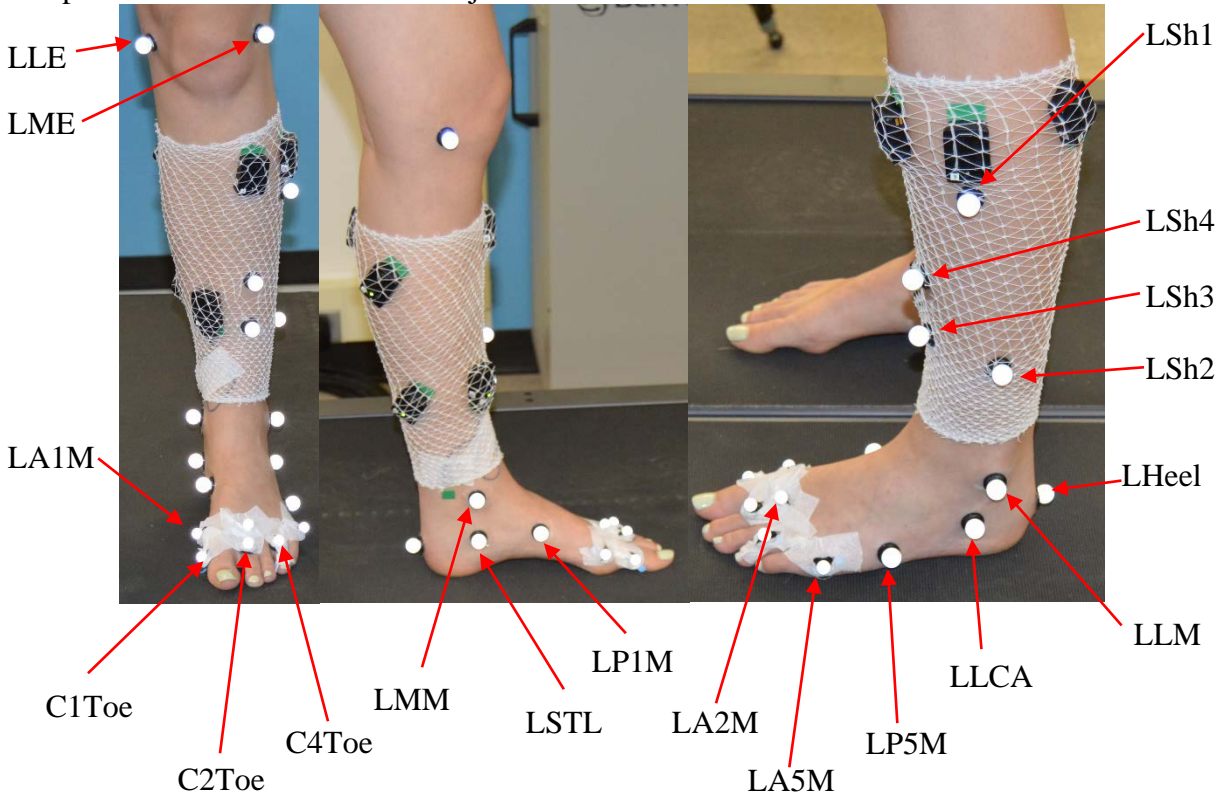 LLE
LME
LA1M
C1Toe
C2Toe
C4Toe
LMM
LSTL
LP1M
LSh1
LSh4
LSh3
LSh2
LHeel
LLM
LLCA
LP5M
LA2M
LA5M